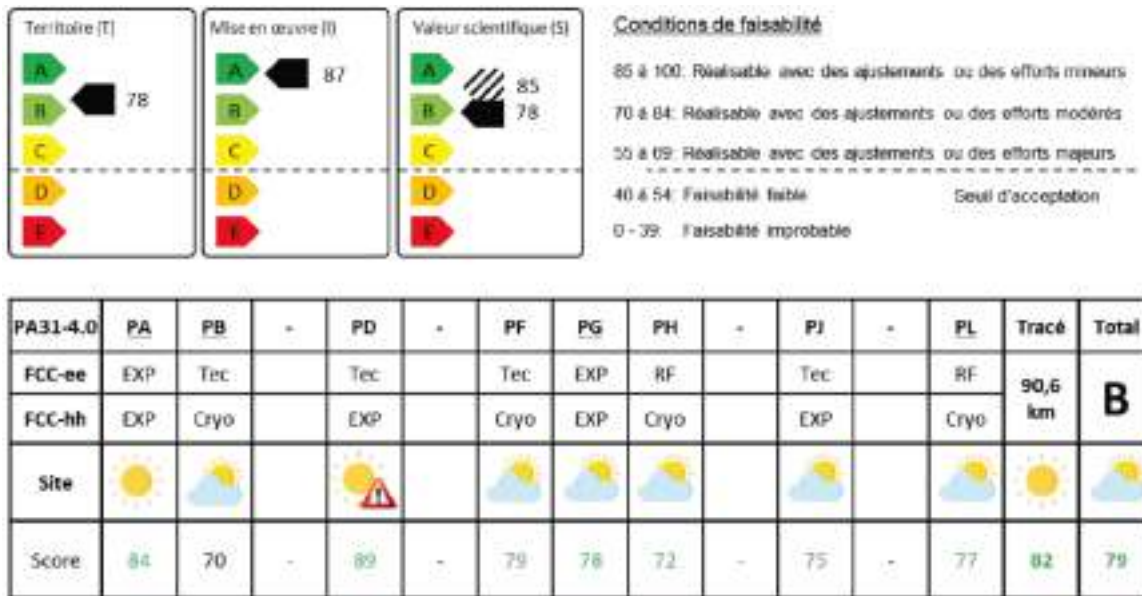 Territoire (T)
A
B
C
D
E
78
Mise en œuvre (I)
A
B
C
D
E
87
Valeur scientifique (S)
A
B
C
D
E
85
78
Conditions de faisabilité
85 à 100: Réalisable avec des ajustements ou des efforts mineurs
70 à 84: Réalisable avec des ajustements ou des efforts modérés
55 à 69: Réalisable avec des ajustements ou des efforts majeurs
40 à 54: Faisabilité faible Seuil d'acceptation
0 - 39: Faisabilité improbable
PA31-4.0 PA PB - PD - PF PG PH - PJ - PL Tracé Total
FCC-ee EXP Tec Tec Tec EXP RF Tec RF 90,6 km B
FCC-hh EXP Cryo EXP Cryo EXP Cryo EXP Cryo
Site
Score 84 70 - 89 - 79 78 72 - 75 - 77 82 79